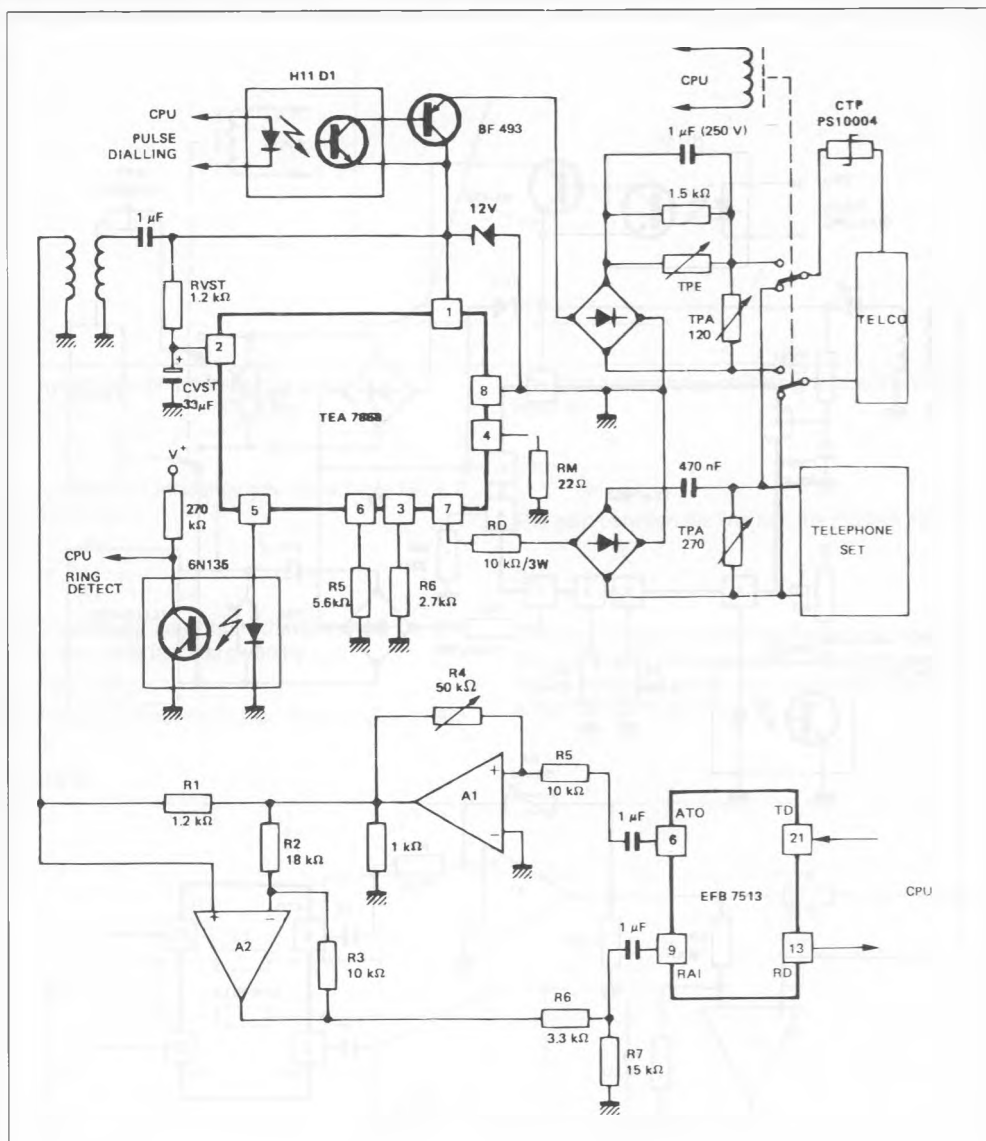 H11 D1
CPU
PULSE
DIALLING
BF 493
CPU
CTP
PS10004
1 µF (250 V)
1.5 kΩ
TPE
TPA
120
TELCO
1 µF
12V
RVST
1.2 kΩ
1
2
+
CVST
33µF
8
TEA 7868
4
RM
22Ω
V+
270
kΩ
5
6
3
7
RD
10 kΩ/3W
470 nF
TPA
270
TELEPHONE
SET
CPU
RING
DETECT
6N136
R5
5.6kΩ
R6
2.7kΩ
R4
50 kΩ
R1
1.2 kΩ
R2
18 kΩ
1 kΩ
A1
+
−
R5
10 kΩ
1 µF
ATO
6
TD
21
EFB 7513
CPU
1 µF
9
RAI
13
RD
+
−
A2
R3
10 kΩ
R6
3.3 kΩ
R7
15 kΩ